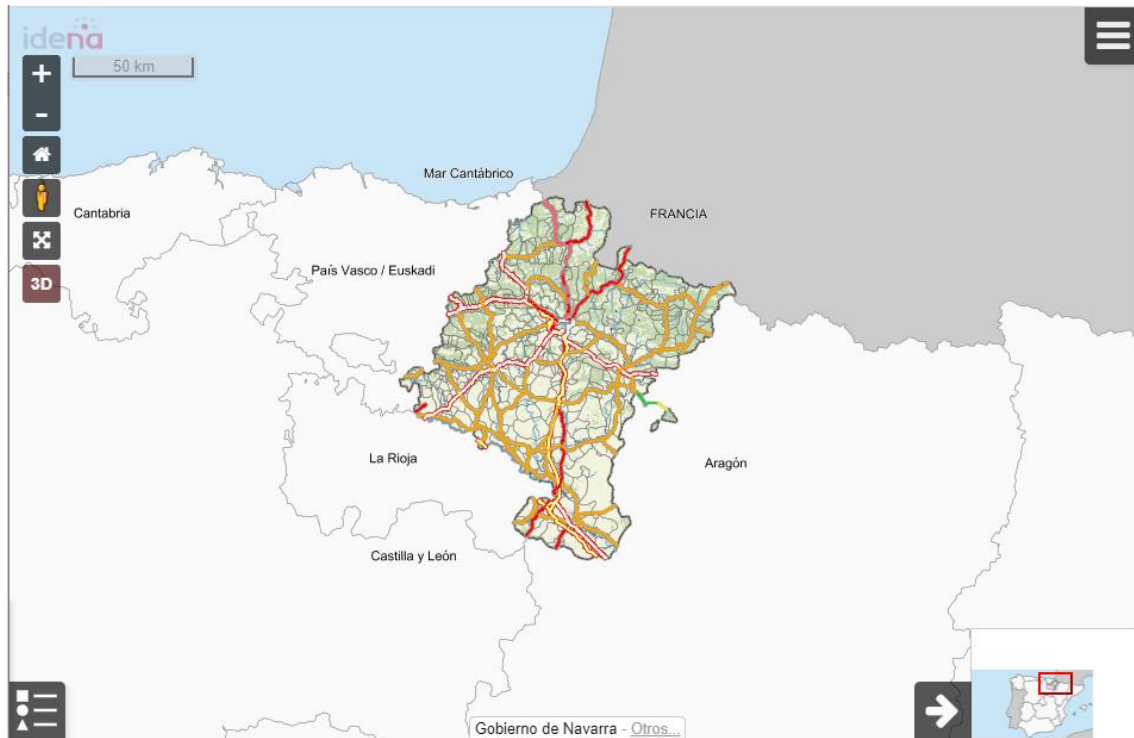 idena
+
50 km
-
Mar Cantábrico
Cantabria
FRANCIA
País Vasco / Euskadi
3D
La Rioja
Aragón
Castilla y León
Gobierno de Navarra - Otros...